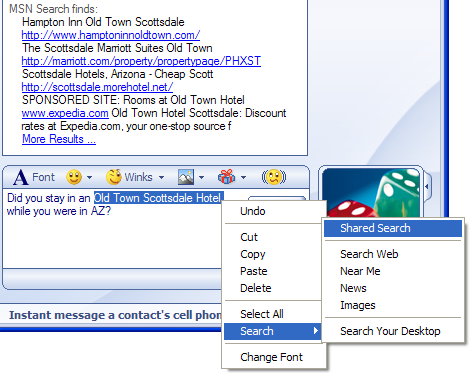 MSN Search finds:
Hampton Inn Old Town Scottsdale
http://www.hamptoninnoldtown.com/
The Scottsdale Marriott Suites Old Town
http://marriott.com/property/propertypage/PHXST
Scottsdale Hotels, Arizona - Cheap Scott
http://scottsdale.morehotel.net/
SPONSORED SITE: Rooms at Old Town Hotel
www.expedia.com Old Town Hotel Scottsdale: Discount
rates at Expedia.com, your one-stop source f
More Results ...
A Font Winks
Did you stay in an Old Town Scottsdale Hotel
while you were in AZ?
Undo
Cut
Copy
Paste
Delete
Select All
Search
Change Font
Shared Search
Search Web
Near Me
News
Images
Search Your Desktop
Instant message a contact's cell phon